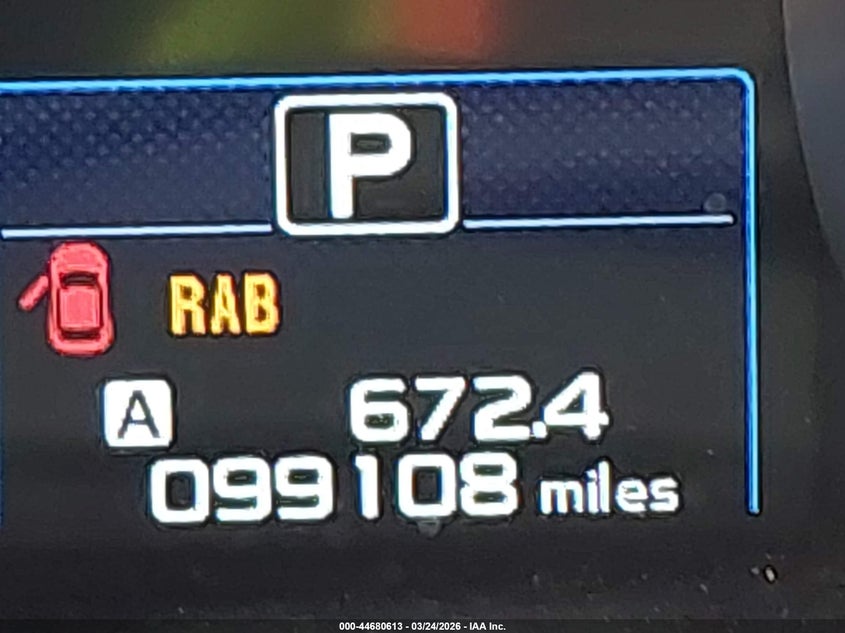 P
RAB
A 672.4
099108 miles
000-44680613 - 03/24/2026 - IAA Inc.